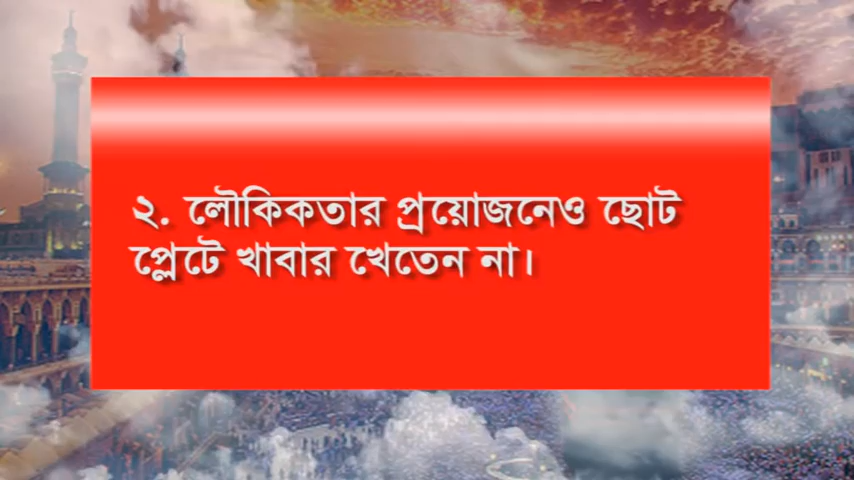 ২. লৌকিকতার প্রয়োজনেও ছোট
প্লেটে খাবার খেতেন না।